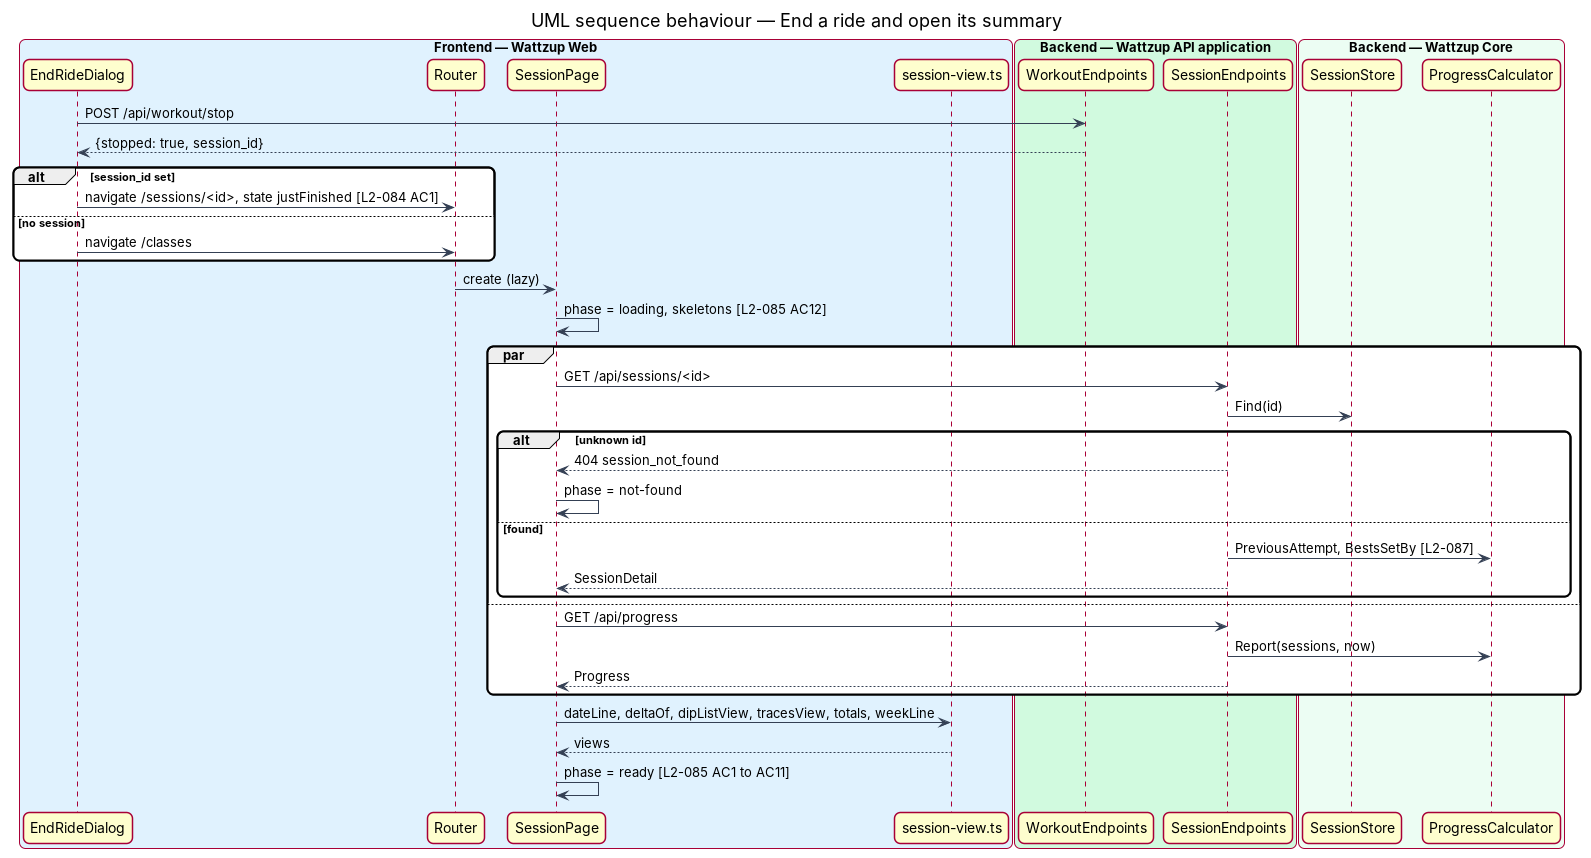 UML sequence behaviour — End a ride and open its summary
Frontend — Wattzup Web
Backend — Wattzup API application
Backend — Wattzup Core
EndRideDialog
Router
SessionPage
session-view.ts
WorkoutEndpoints
SessionEndpoints
SessionStore
ProgressCalculator
POST /api/workout/stop
{stopped: true, session_id}
alt
[session_id set]
navigate /sessions/<id>, state justFinished [L2-084 AC1]
[no session]
navigate /classes
create (lazy)
phase = loading, skeletons [L2-085 AC12]
par
GET /api/sessions/<id>
Find(id)
alt
[unknown id]
404 session_not_found
phase = not-found
[found]
PreviousAttempt, BestsSetBy [L2-087]
SessionDetail
GET /api/progress
Report(sessions, now)
Progress
dateLine, deltaOf, dipListView, tracesView, totals, weekLine
views
phase = ready [L2-085 AC1 to AC11]
EndRideDialog
Router
SessionPage
session-view.ts
WorkoutEndpoints
SessionEndpoints
SessionStore
ProgressCalculator